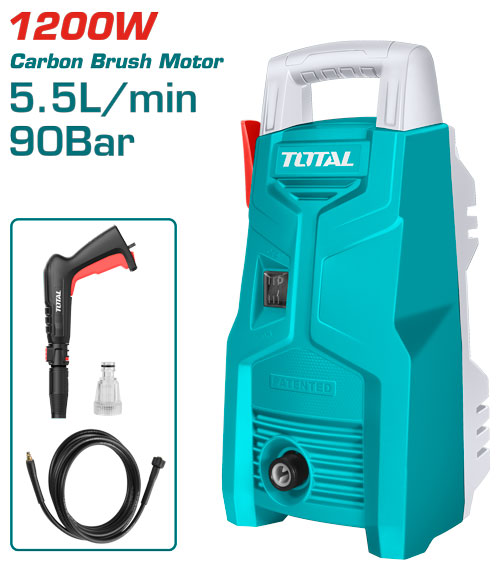 1200W
Carbon Brush Motor
5.5L/min
90Bar
TOTAL
TOTAL
PATENTED